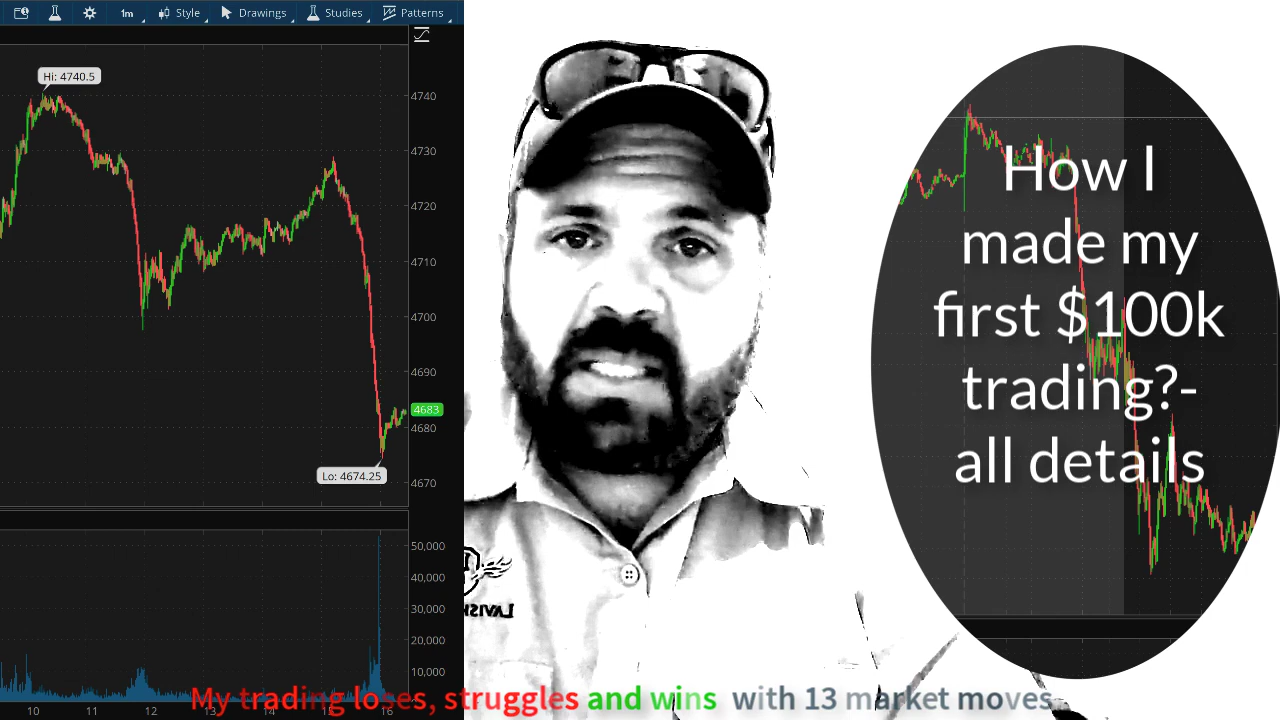 1m Style Drawings Studies Patterns
Hi: 4740.5
4740
4730
4720
4710
4700
4690
4683
4680
Lo: 4674.25
4670
50,000
40,000
30,000
20,000
10,000
10 11 12 13 14 15 16
How I
made my
first $100k
trading?-
all details
LAVISH
My trading loses, struggles and wins with 13 market moves